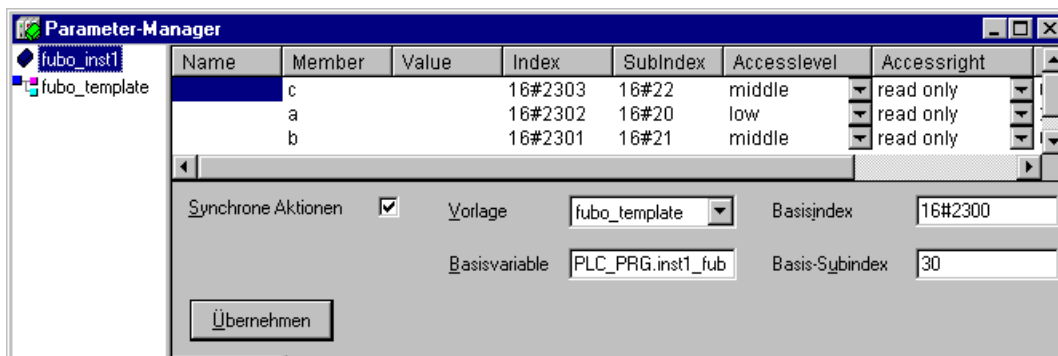 Parameter-Manager
fubo_inst1
fubo_template
Name Member Value Index SubIndex Accesslevel Accessright
c 16#2303 16#22 middle read only
a 16#2302 16#20 low read only
b 16#2301 16#21 middle read only
Synchrone Aktionen Vorlage fubo_template Basisindex 16#2300
Basisvariable PLC_PRG.inst1_fub Basis-Subindex 30
Übernehmen